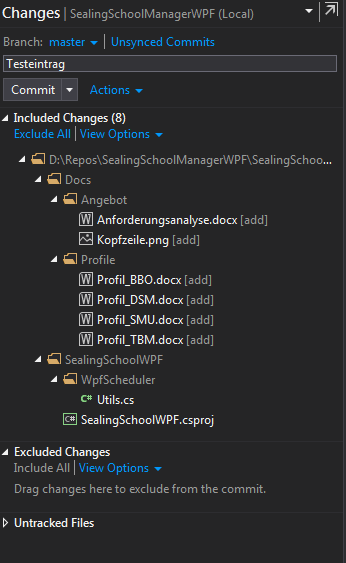 Changes | SealingSchoolManagerWPF (Local)
Branch: master | Unsynced Commits
Testeintrag
Commit Actions
Included Changes (8)
Exclude All | View Options
D:\Repos\SealingSchoolManagerWPF\SealingSchoo...
Docs
Angebot
Anforderungsanalyse.docx [add]
Kopfzeile.png [add]
Profile
Profil_BBO.docx [add]
Profil_DSM.docx [add]
Profil_SMU.docx [add]
Profil_TBM.docx [add]
SealingSchoolWPF
WpfScheduler
C# Utils.cs
C# SealingSchoolWPF.csproj
Excluded Changes
Include All | View Options
Drag changes here to exclude from the commit.
Untracked Files